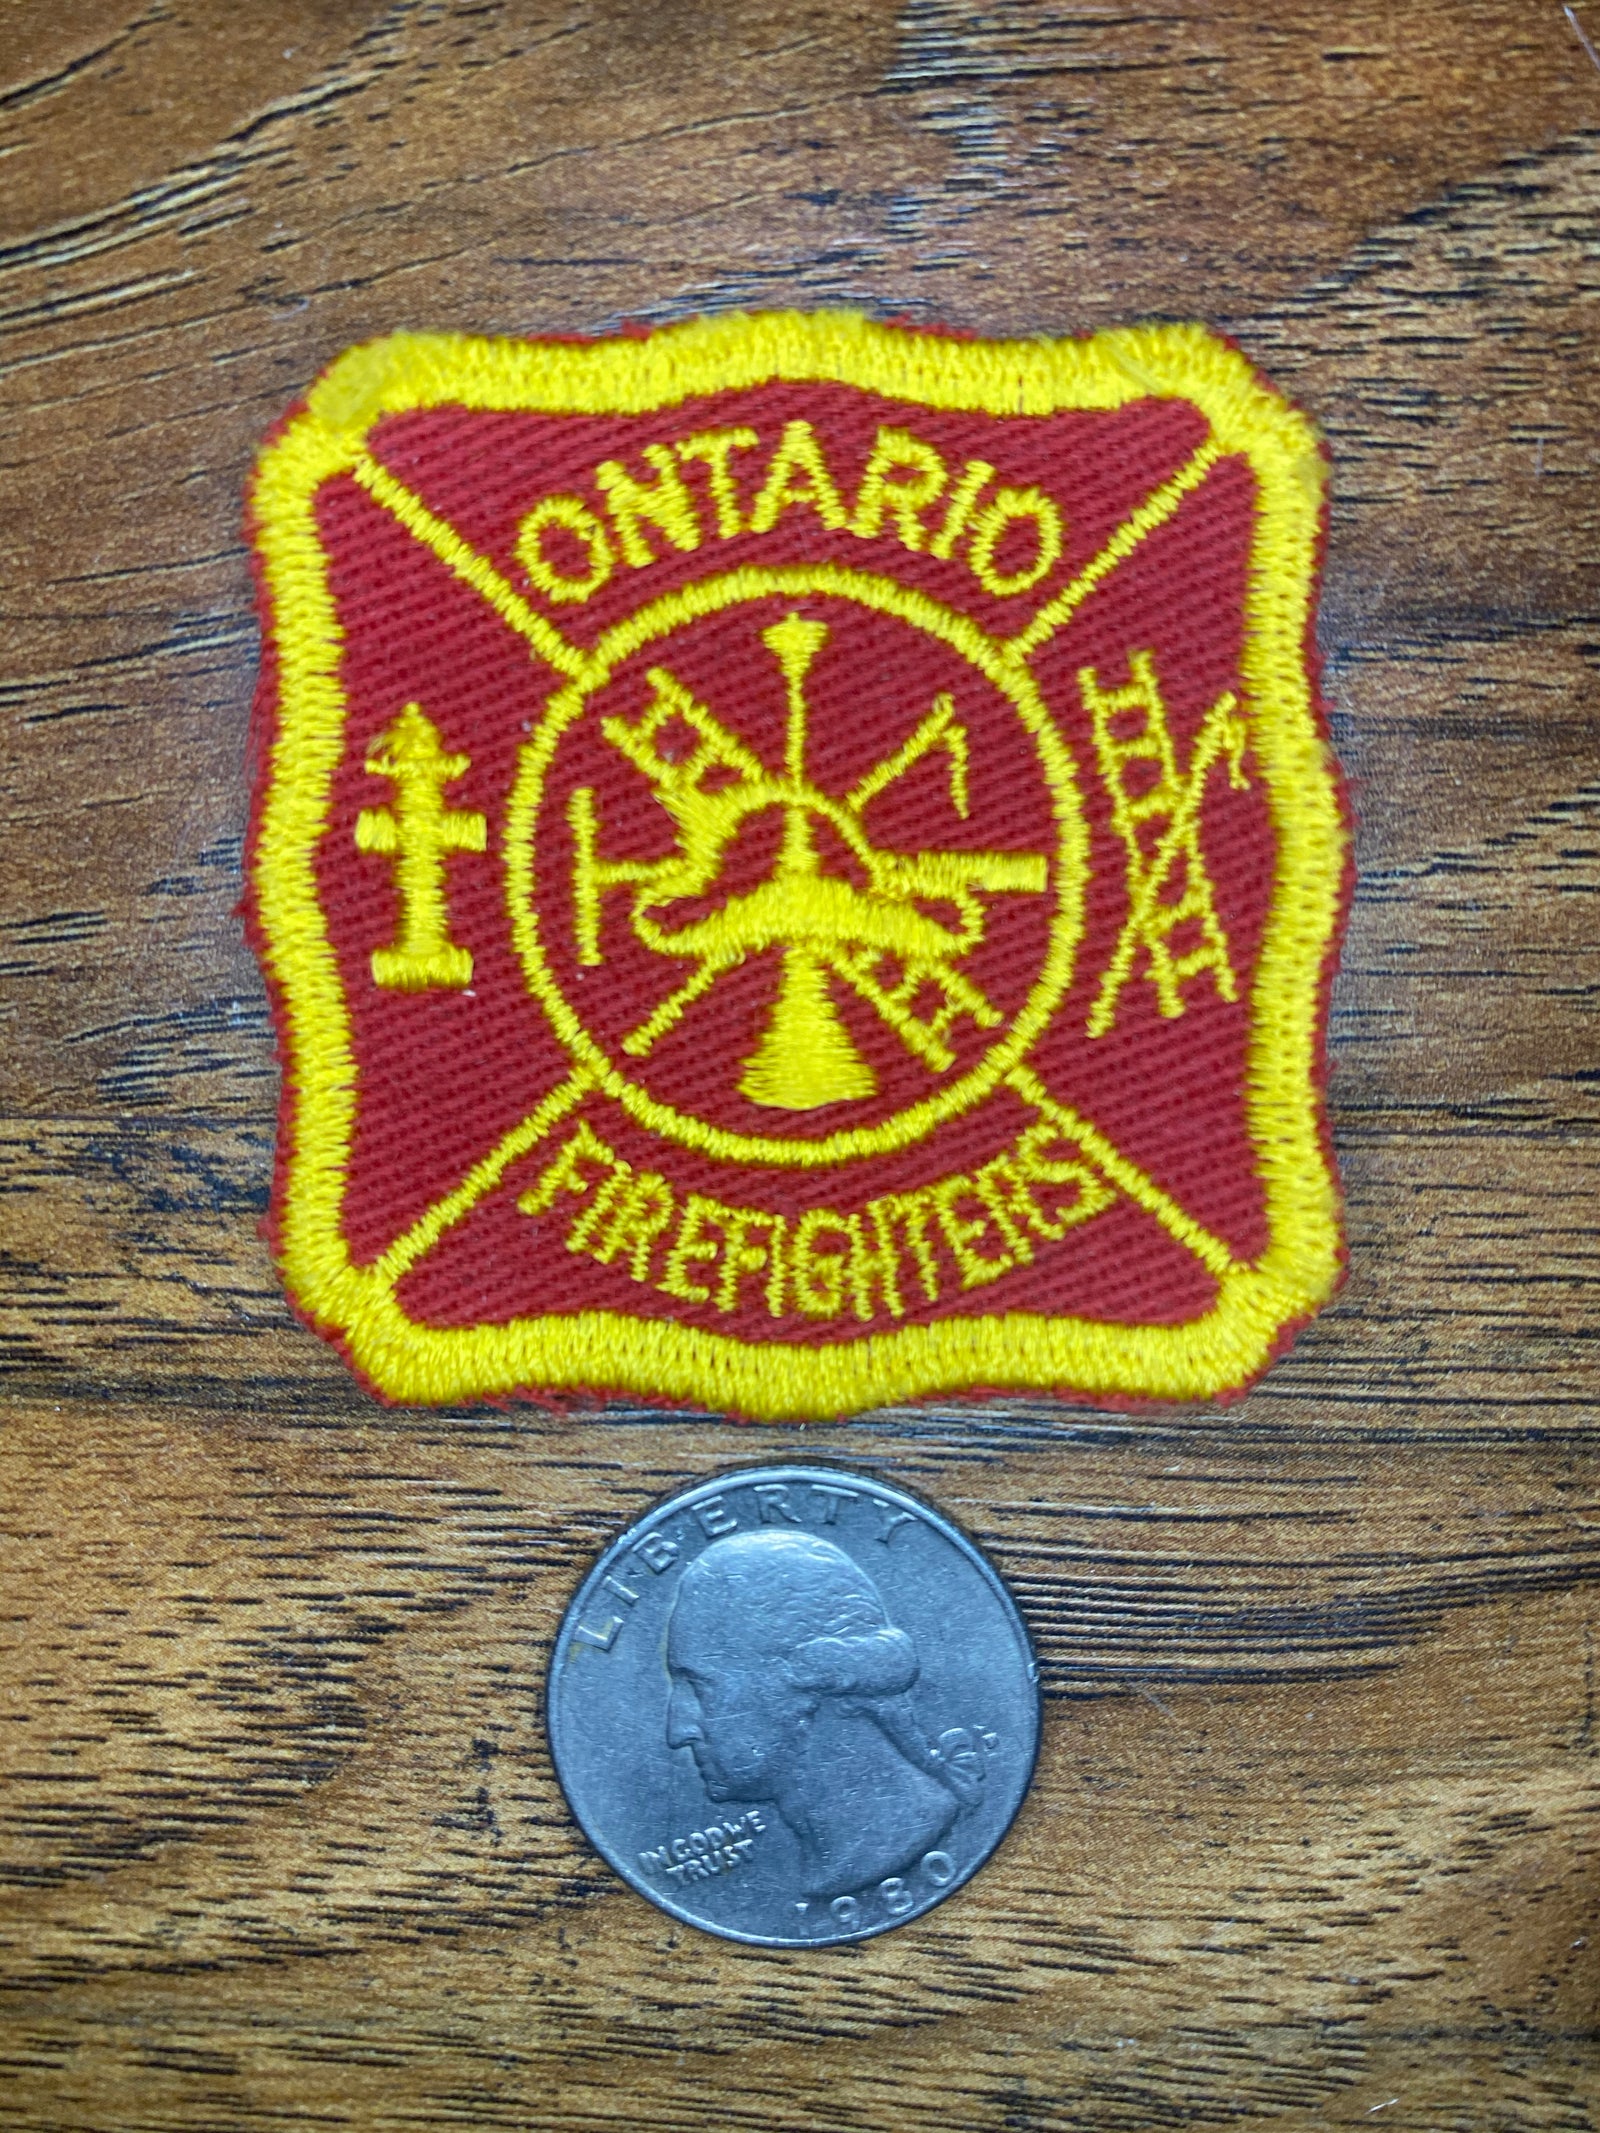 ONTARIO
FIREFIGHTERS
LIBERTY
IN GOD WE
TRUST
1980